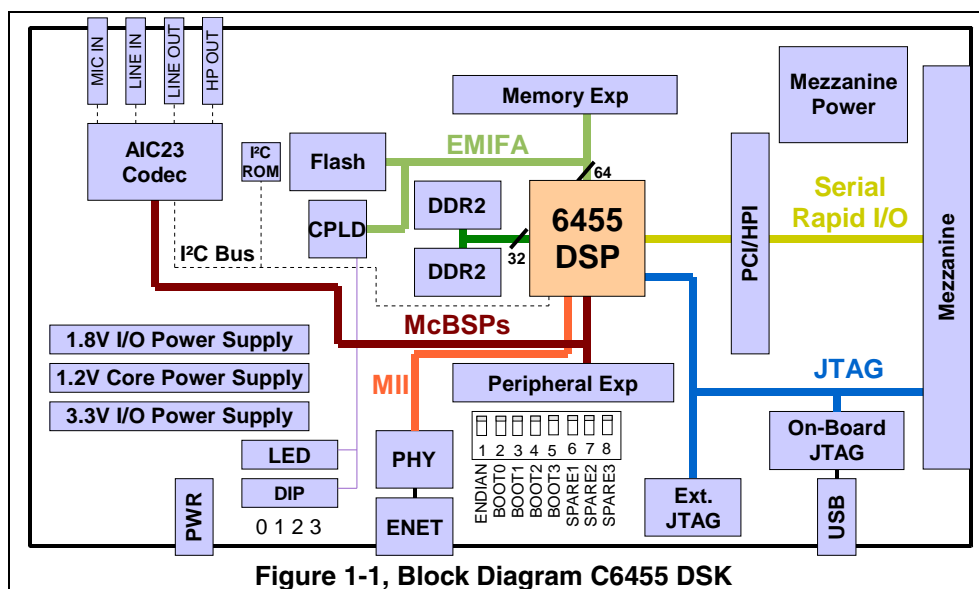 MIC IN
LINE IN
LINE OUT
HP OUT
AIC23
Codec
I²C
ROM
Flash
CPLD
EMIFA
Memory Exp
64
DDR2
DDR2
32
6455
DSP
Mezzanine
Power
PCI/HPI
Serial
Rapid I/O
Mezzanine
I²C Bus
McBSPs
MII
JTAG
1.8V I/O Power Supply
1.2V Core Power Supply
3.3V I/O Power Supply
Peripheral Exp
LED
DIP
0 1 2 3
PWR
PHY
ENET
1 2 3 4 5 6 7 8
ENDIAN
BOOT0
BOOT1
BOOT2
BOOT3
SPARE1
SPARE2
SPARE3
Ext.
JTAG
On-Board
JTAG
USB
Figure 1-1, Block Diagram C6455 DSK